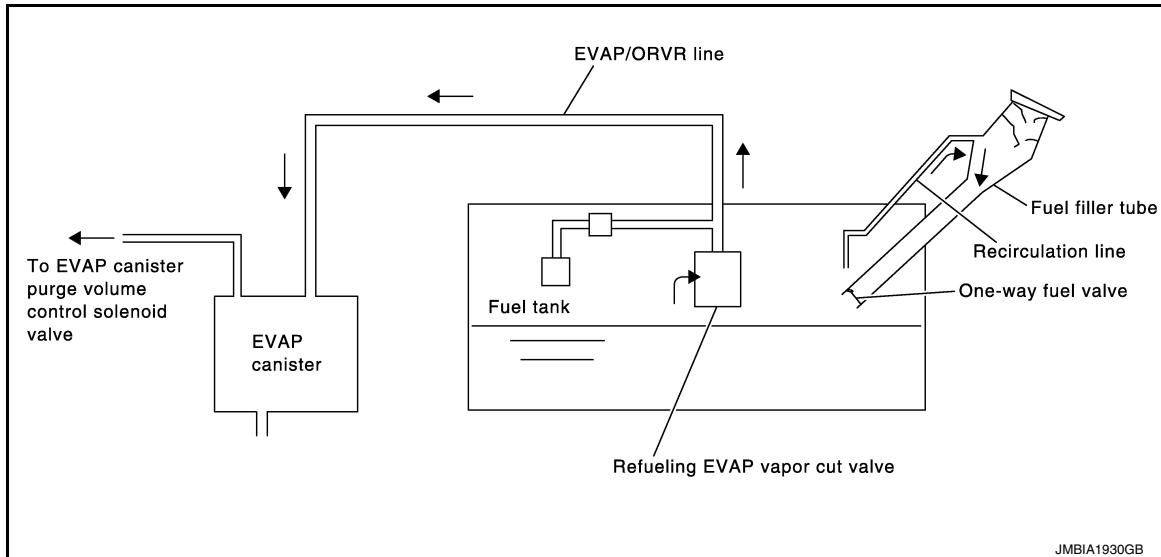 EVAP/ORVR line
Fuel filler tube
Recirculation line
One-way fuel valve
To EVAP canister
purge volume
control solenoid
valve
Fuel tank
EVAP
canister
Refueling EVAP vapor cut valve
JMBIA1930GB